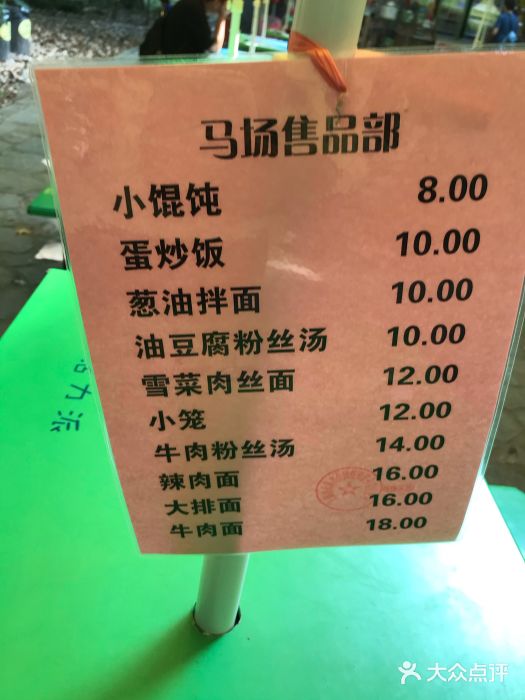 马场售品部
小馄饨 8.00
蛋炒饭 10.00
葱油拌面 10.00
油豆腐粉丝汤 10.00
雪菜肉丝面 12.00
小笼 12.00
牛肉粉丝汤 14.00
辣肉面 16.00
大排面 16.00
牛肉面 18.00
力派
大众点评